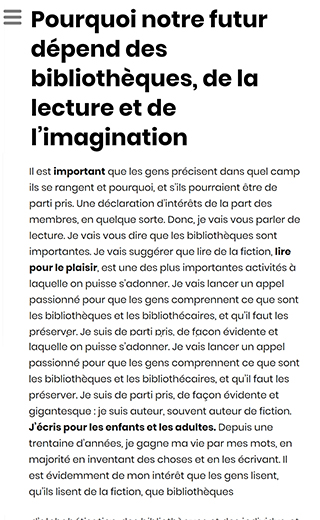 Pourquoi notre futur
dépend des
bibliothèques, de la
lecture et de
l'imagination
Il est important que les gens précisent dans quel camp
ils se rangent et pourquoi, et s'ils pourraient être de
parti pris. Une déclaration d'intérêts de la part des
membres, en quelque sorte. Donc, je vais vous parler de
lecture. Je vais vous dire que les bibliothèques sont
importantes. Je vais suggérer que lire de la fiction, lire
pour le plaisir, est une des plus importantes activités à
laquelle on puisse s'adonner. Je vais lancer un appel
passionné pour que les gens comprennent ce que sont
les bibliothèques et les bibliothécaires, et qu'il faut les
préserver. Je suis de parti pris, de façon évidente et
laquelle on puisse s'adonner. Je vais lancer un appel
passionné pour que les gens comprennent ce que sont
les bibliothèques et les bibliothécaires, et qu'il faut les
préserver. Je suis de parti pris, de façon évidente et
gigantesque : je suis auteur, souvent auteur de fiction.
J'écris pour les enfants et les adultes. Depuis une
trentaine d'années, je gagne ma vie par mes mots, en
majorité en inventant des choses et en les écrivant. Il
est évidemment de mon intérêt que les gens lisent,
qu'ils lisent de la fiction, que bibliothèques